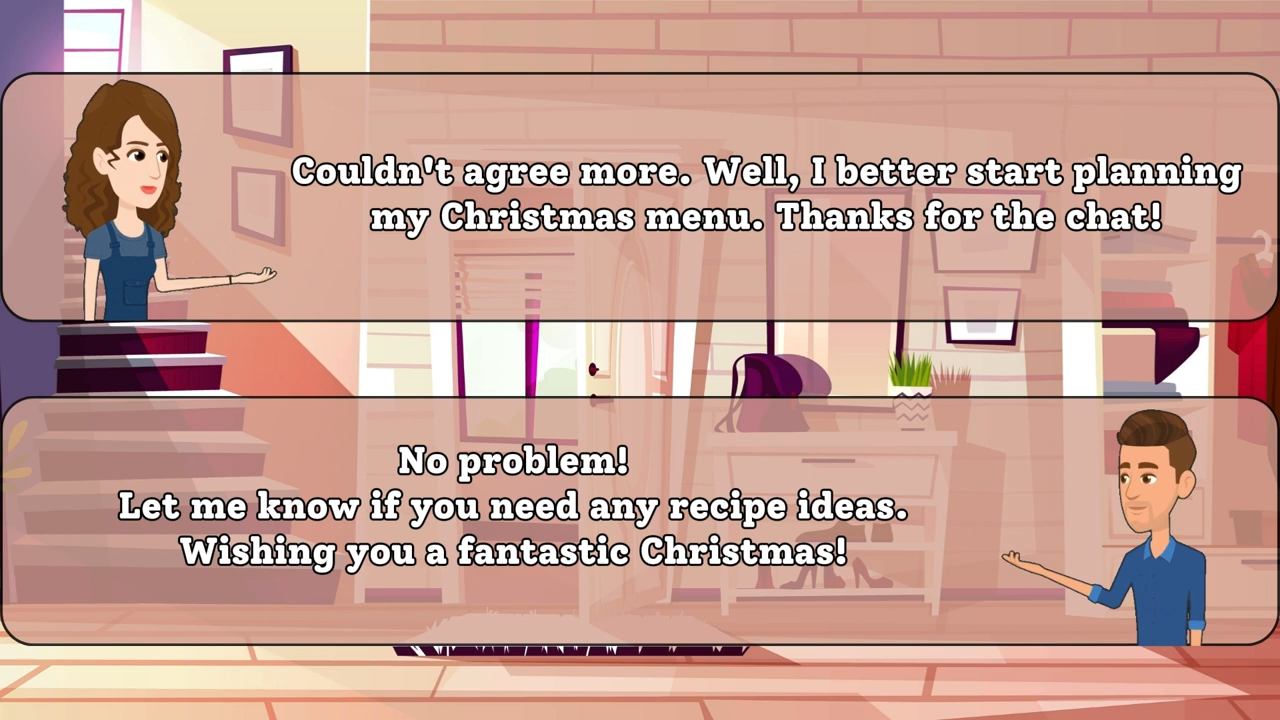 Couldn't agree more. Well, I better start planning
my Christmas menu. Thanks for the chat!
No problem!
Let me know if you need any recipe ideas.
Wishing you a fantastic Christmas!